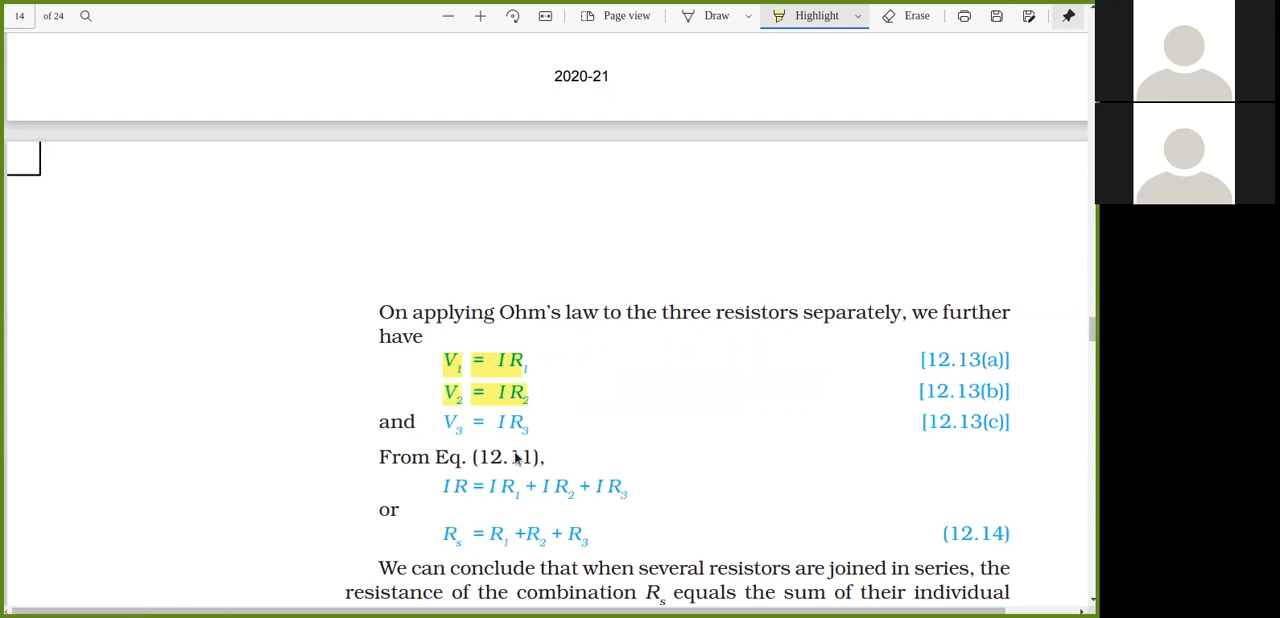 14 of 24 Page view Draw Highlight Erase
2020-21
On applying Ohm's law to the three resistors separately, we further
have
V₁ = I R₁ [12.13(a)]
V₂ = I R₂ [12.13(b)]
and V₃ = I R₃ [12.13(c)]
From Eq. (12.11),
I R = I R₁ + I R₂ + I R₃
or
Rₛ = R₁ +R₂ + R₃ (12.14)
We can conclude that when several resistors are joined in series, the
resistance of the combination Rₛ equals the sum of their individual